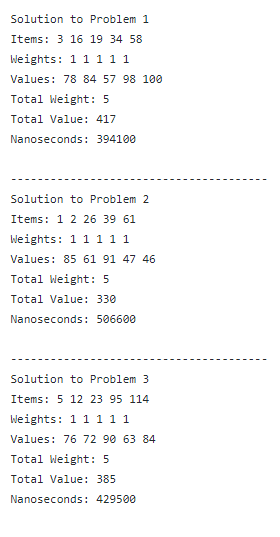 Solution to Problem 1
Items: 3 16 19 34 58
Weights: 1 1 1 1 1
Values: 78 84 57 98 100
Total Weight: 5
Total Value: 417
Nanoseconds: 394100
---------------------------------------
Solution to Problem 2
Items: 1 2 26 39 61
Weights: 1 1 1 1 1
Values: 85 61 91 47 46
Total Weight: 5
Total Value: 330
Nanoseconds: 506600
---------------------------------------
Solution to Problem 3
Items: 5 12 23 95 114
Weights: 1 1 1 1 1
Values: 76 72 90 63 84
Total Weight: 5
Total Value: 385
Nanoseconds: 429500